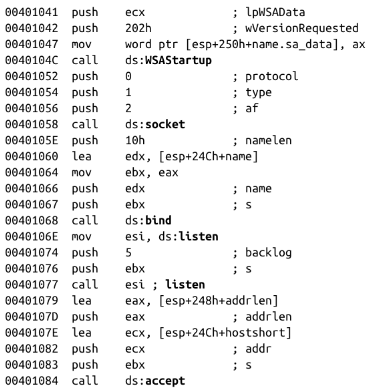 00401041 push ecx ; lpWSAData
00401042 push 202h ; wVersionRequested
00401047 mov word ptr [esp+250h+name.sa_data], ax
0040104C call ds:WSAStartup
00401052 push 0 ; protocol
00401054 push 1 ; type
00401056 push 2 ; af
00401058 call ds:socket
0040105E push 10h ; namelen
00401060 lea edx, [esp+24Ch+name]
00401064 mov ebx, eax
00401066 push edx ; name
00401067 push ebx ; s
00401068 call ds:bind
0040106E mov esi, ds:listen
00401074 push 5 ; backlog
00401076 push ebx ; s
00401077 call esi ; listen
00401079 lea eax, [esp+248h+addrlen]
0040107D push eax ; addrlen
0040107E lea ecx, [esp+24Ch+hostshort]
00401082 push ecx ; addr
00401083 push ebx ; s
00401084 call ds:accept